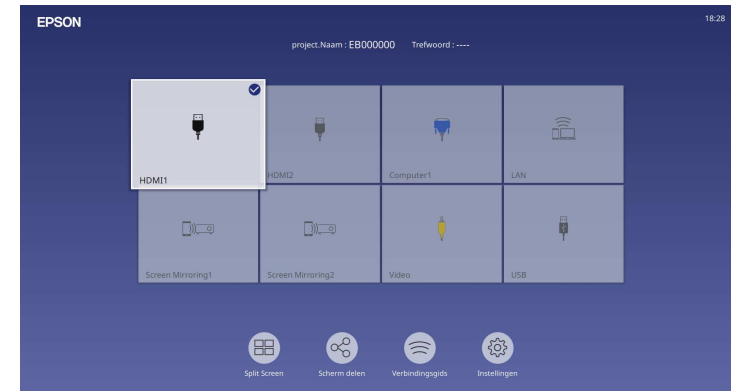 EPSON
18:28
project.Naam : EB000000 Trefwoord : ----
HDMI1
HDMI2
Computer1
LAN
Screen Mirroring1
Screen Mirroring2
Video
USB
Split Screen
Scherm delen
Verbindingsgids
Instellingen